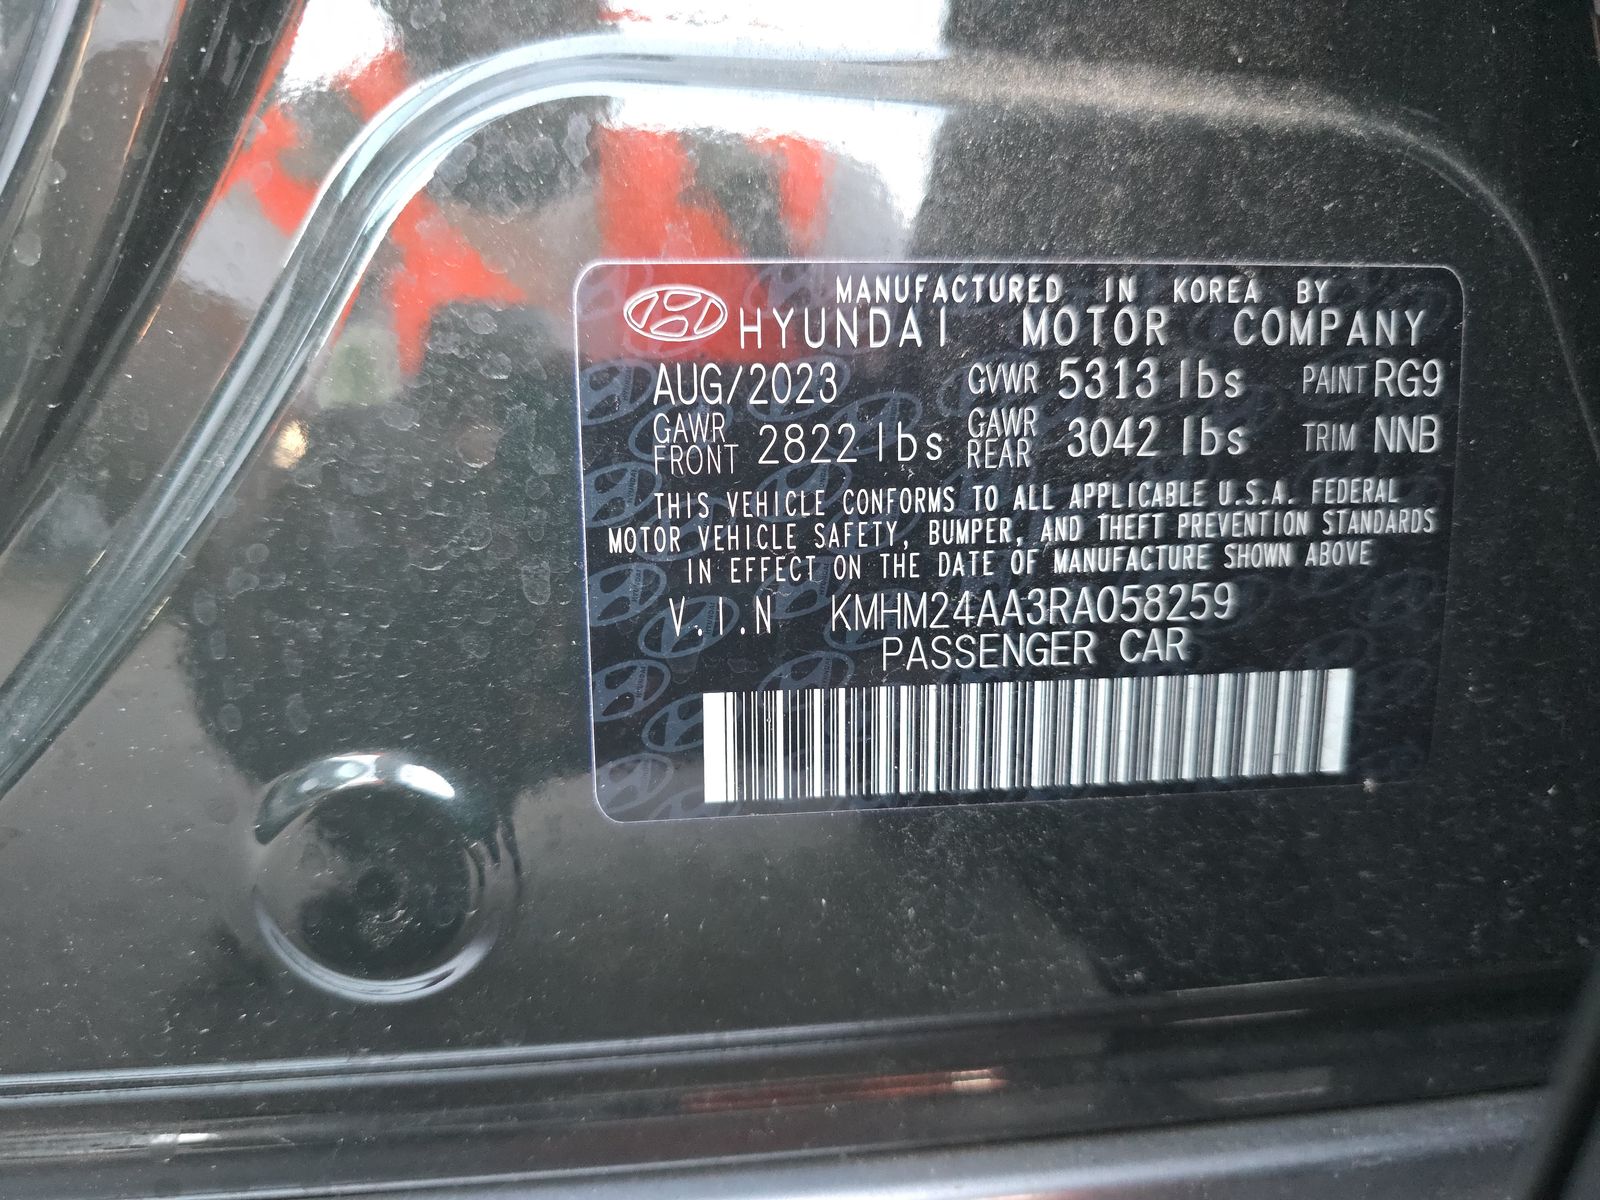 MANUFACTURED IN KOREA BY
HYUNDAI MOTOR COMPANY
AUG/2023 GVWR 5313 lbs PAINT RG9
GAWR FRONT 2822 lbs GAWR REAR 3042 lbs TRIM NNB
THIS VEHICLE CONFORMS TO ALL APPLICABLE U.S.A. FEDERAL
MOTOR VEHICLE SAFETY, BUMPER, AND THEFT PREVENTION STANDARDS
IN EFFECT ON THE DATE OF MANUFACTURE SHOWN ABOVE
V.I.N KMHM24AA3RA058259
PASSENGER CAR